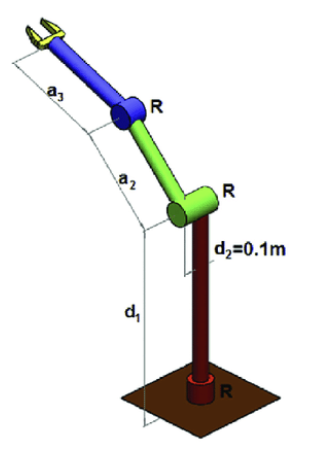 a₃
R
a₂
R
d₂=0.1m
d₁
R